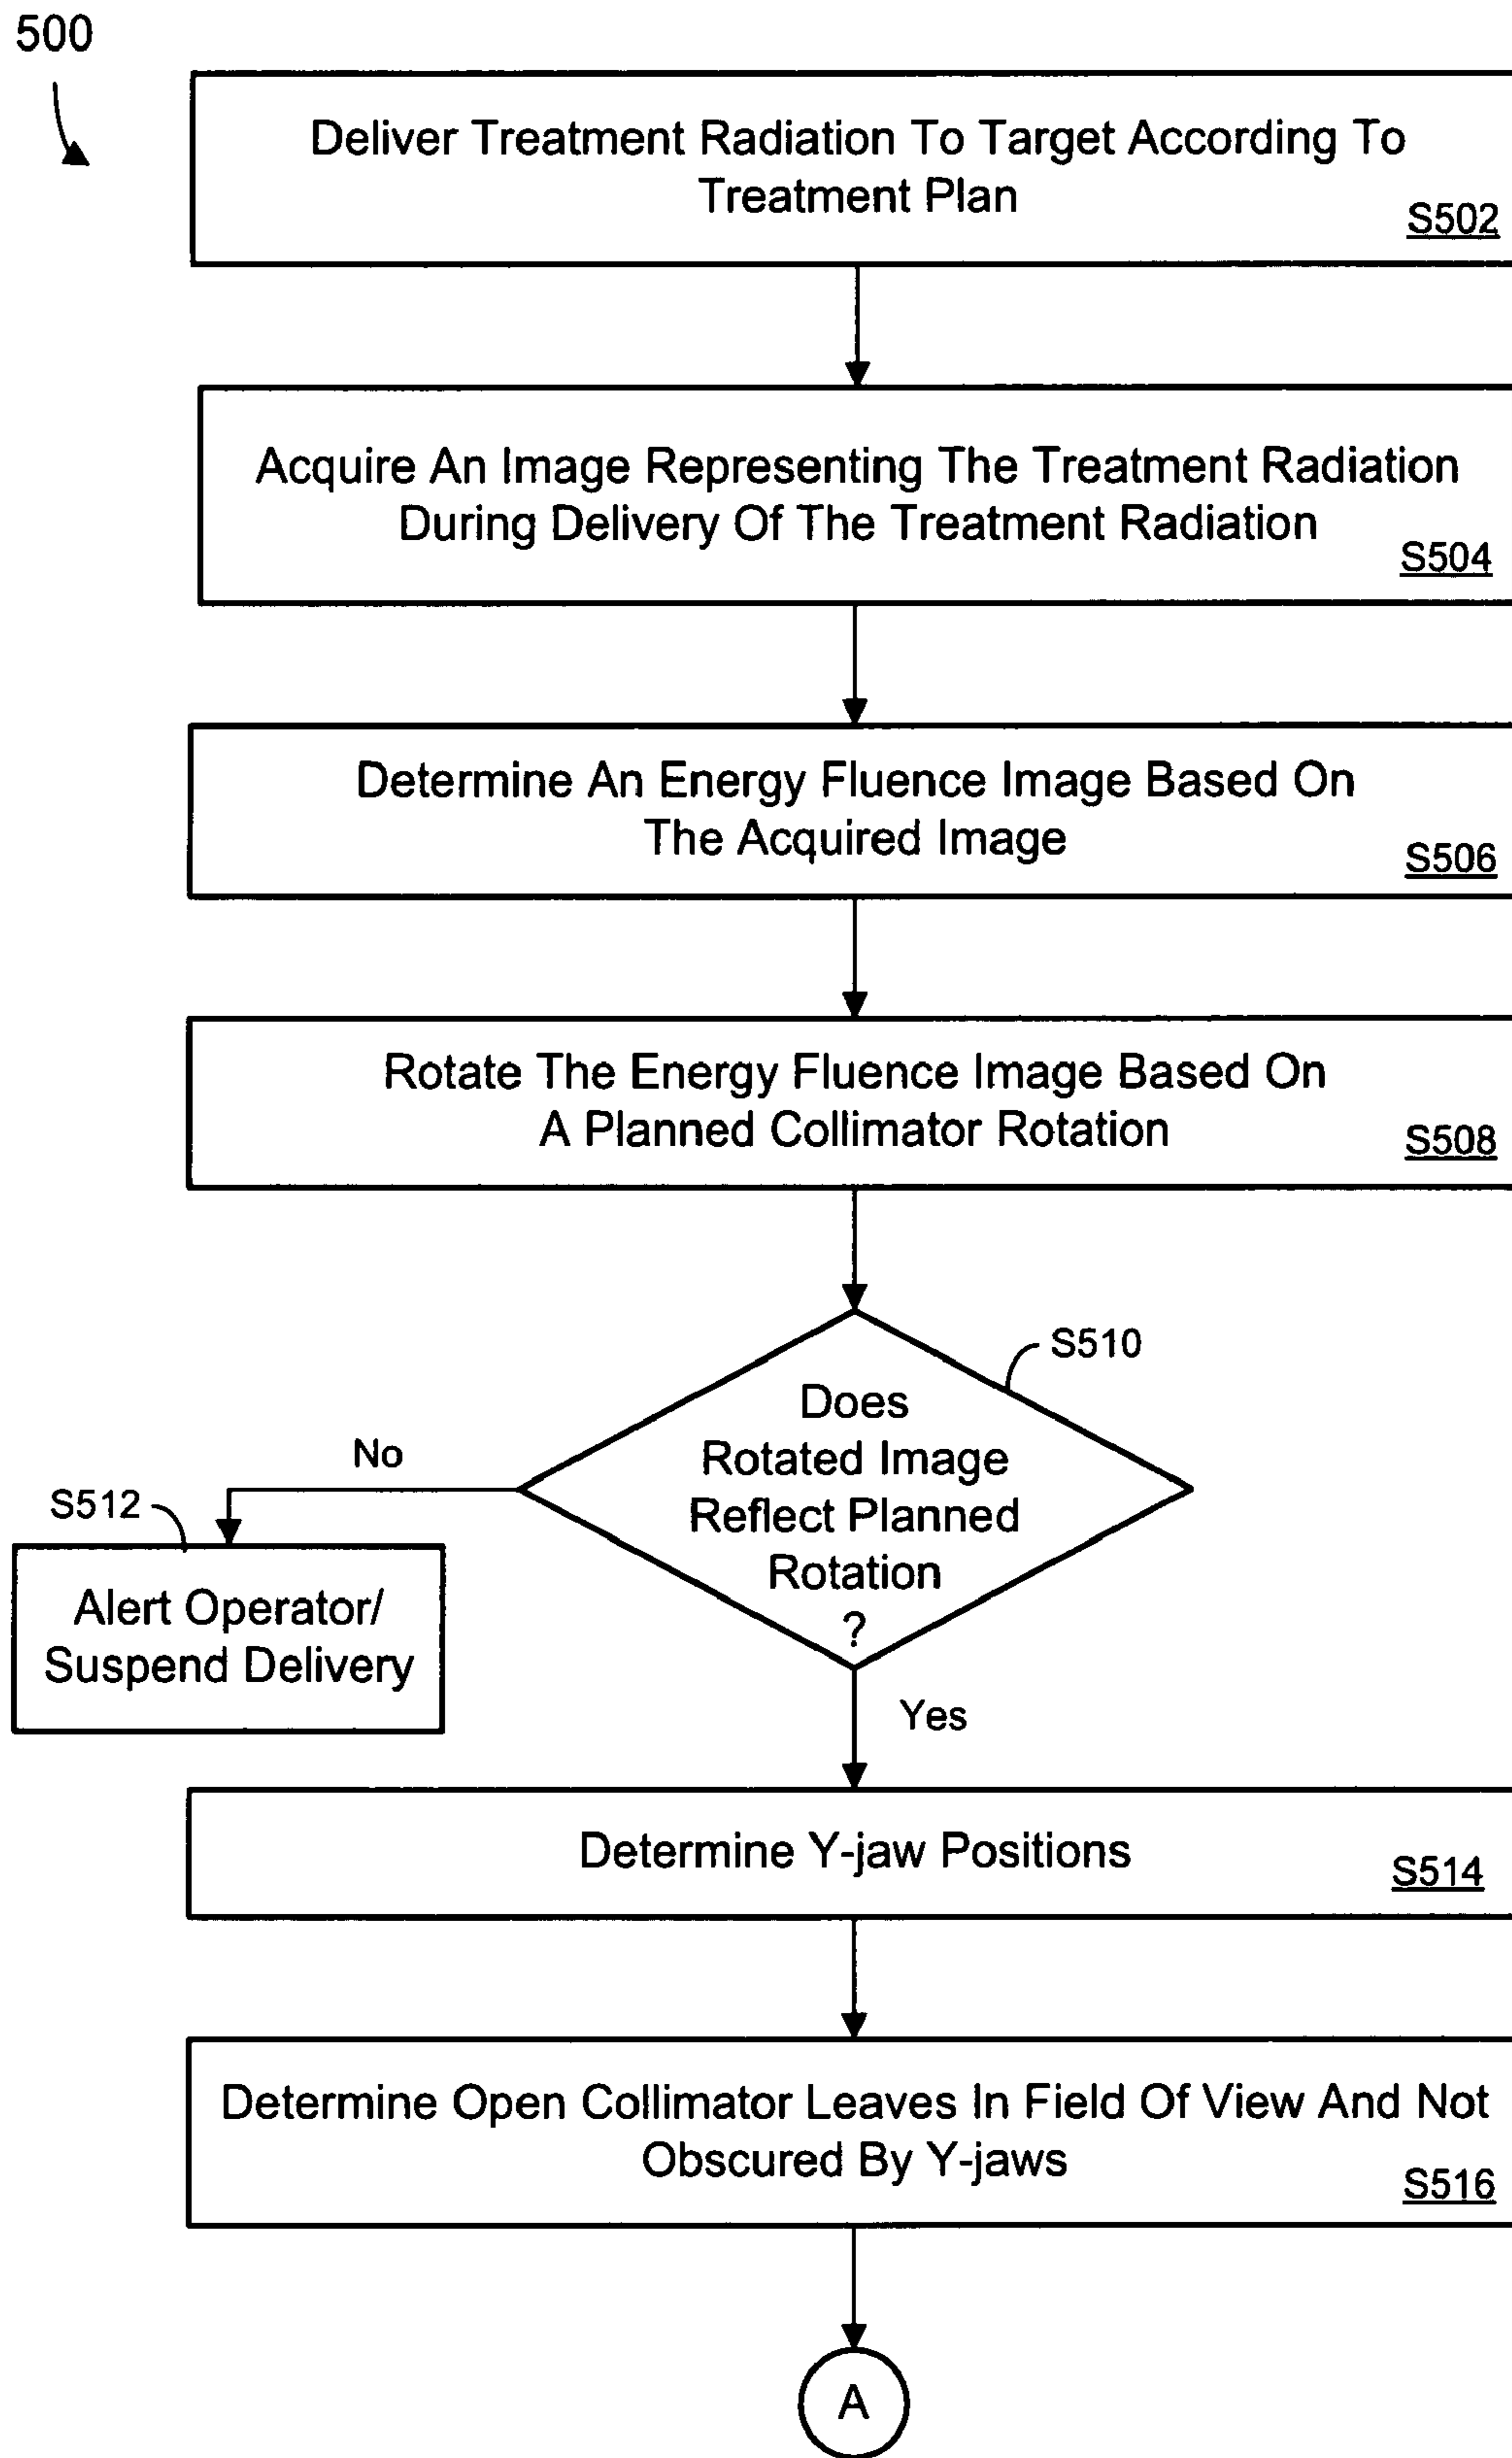 500
Deliver Treatment Radiation To Target According To
Treatment Plan
S502
Acquire An Image Representing The Treatment Radiation
During Delivery Of The Treatment Radiation
S504
Determine An Energy Fluence Image Based On
The Acquired Image
S506
Rotate The Energy Fluence Image Based On
A Planned Collimator Rotation
S508
S510
Does
Rotated Image
Reflect Planned
Rotation
?
No
S512
Alert Operator/
Suspend Delivery
Yes
Determine Y-jaw Positions
S514
Determine Open Collimator Leaves In Field Of View And Not
Obscured By Y-jaws
S516
A